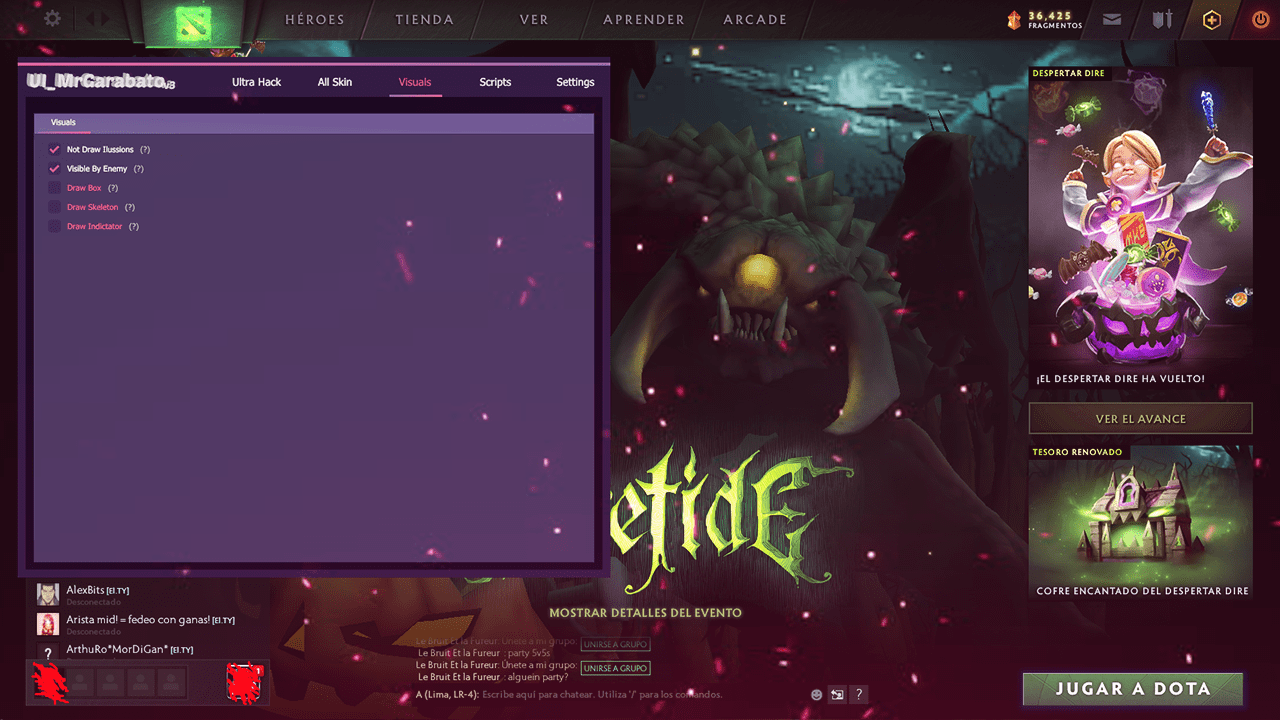 HÉROES TIENDA VER APRENDER ARCADE
36,425
FRAGMENTOS
UI_MrGarabato v3
Ultra Hack All Skin Visuals Scripts Settings
Visuals
Not Draw Ilussions (?)
Visible By Enemy (?)
Draw Box (?)
Draw Skeleton (?)
Draw Indictator (?)
DESPERTAR DIRE
¡EL DESPERTAR DIRE HA VUELTO!
VER EL AVANCE
TESORO RENOVADO
COFRE ENCANTADO DEL DESPERTAR DIRE
MOSTRAR DETALLES DEL EVENTO
AlexBits [EI.TY]
Desconectado
Arista mid! = fedeo con ganas! [EI.TY]
Desconectado
ArthuRo*MorDiGan* [EI.TY]
Le Bruit Et la Fureur: Únete a mi grupo: UNIRSE A GRUPO
Le Bruit Et la Fureur : party 5v5s
Le Bruit Et la Fureur: Únete a mi grupo: UNIRSE A GRUPO
Le Bruit Et la Fureur : alguein party?
A (Lima, LR-4): Escribe aquí para chatear. Utiliza '/' para los comandos.
?
JUGAR A DOTA